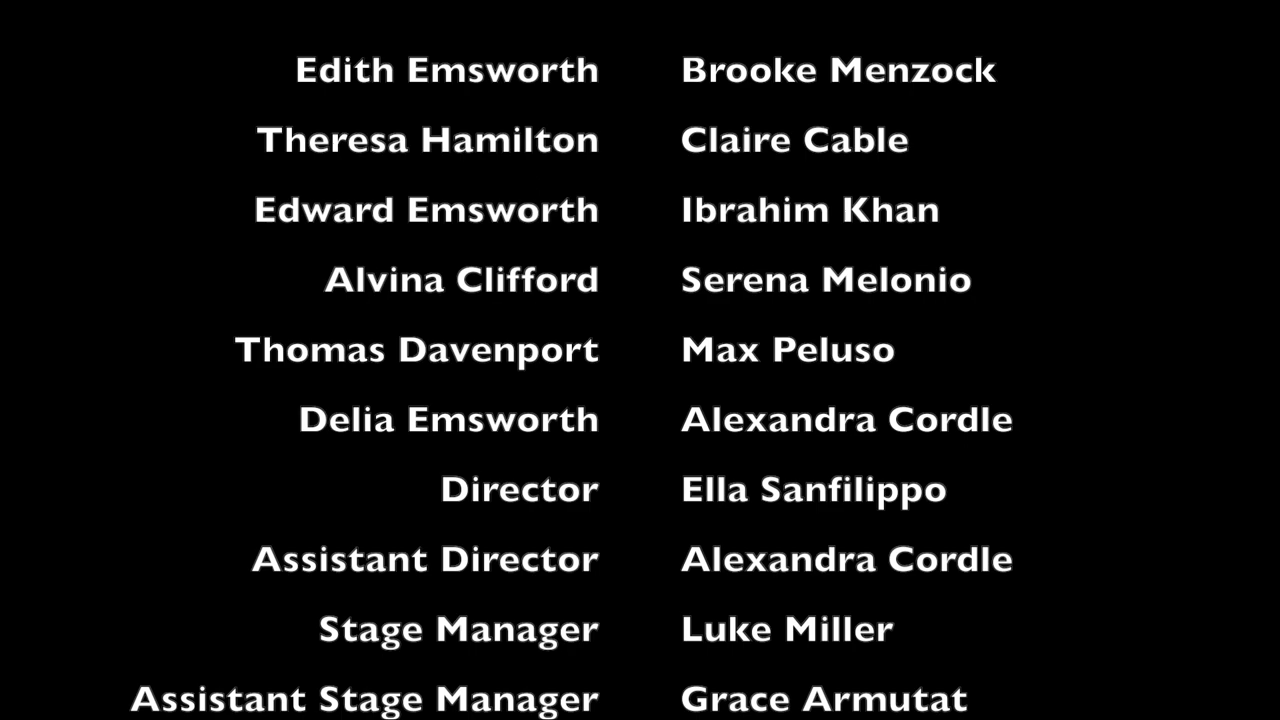 Edith Emsworth Brooke Menzock
Theresa Hamilton Claire Cable
Edward Emsworth Ibrahim Khan
Alvina Clifford Serena Melonio
Thomas Davenport Max Peluso
Delia Emsworth Alexandra Cordle
Director Ella Sanfilippo
Assistant Director Alexandra Cordle
Stage Manager Luke Miller
Assistant Stage Manager Grace Armutat